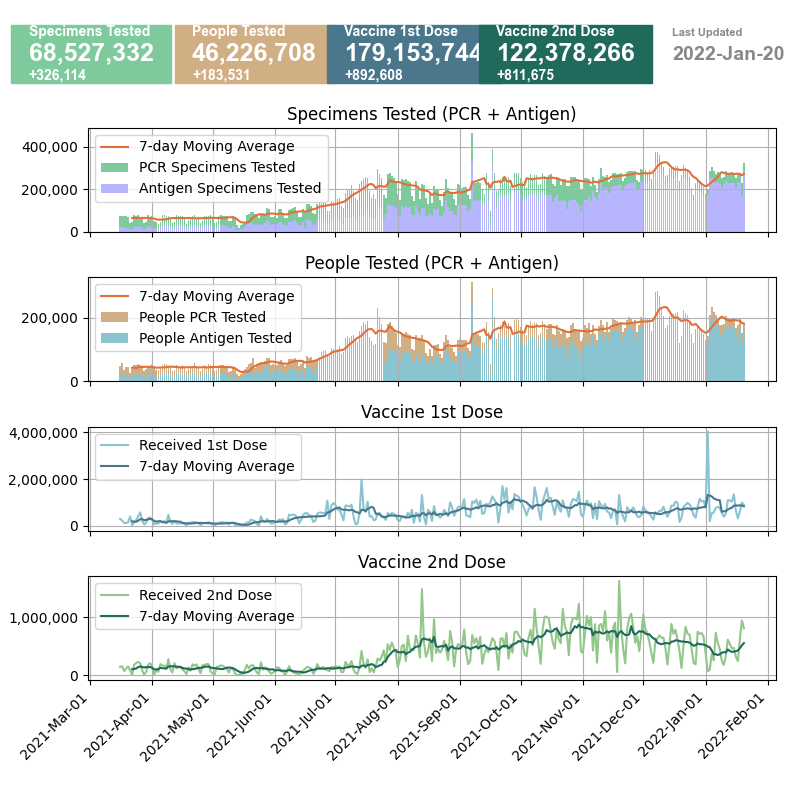 Specimens Tested
68,527,332
+326,114
People Tested
46,226,708
+183,531
Vaccine 1st Dose
179,153,744
+892,608
Vaccine 2nd Dose
122,378,266
+811,675
Last Updated
2022-Jan-20
Specimens Tested (PCR + Antigen)
400,000
200,000
0
7-day Moving Average
PCR Specimens Tested
Antigen Specimens Tested
People Tested (PCR + Antigen)
200,000
0
7-day Moving Average
People PCR Tested
People Antigen Tested
Vaccine 1st Dose
4,000,000
2,000,000
0
Received 1st Dose
7-day Moving Average
Vaccine 2nd Dose
1,000,000
0
Received 2nd Dose
7-day Moving Average
2021-Mar-01
2021-Apr-01
2021-May-01
2021-Jun-01
2021-Jul-01
2021-Aug-01
2021-Sep-01
2021-Oct-01
2021-Nov-01
2021-Dec-01
2022-Jan-01
2022-Feb-01